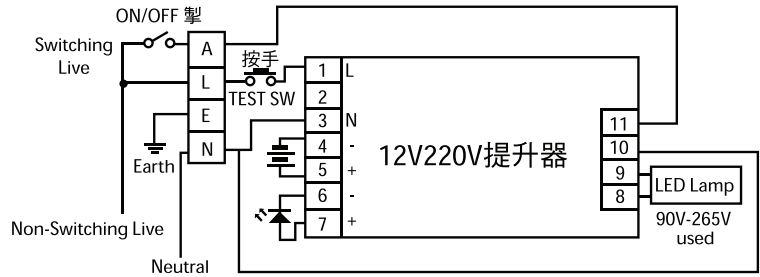 ON/OFF 掣
Switching
Live
A
L
E
N
Earth
Non-Switching Live
Neutral
按手
TEST SW
1 L
2
3 N
4 -
5 +
6 -
7 +
12V220V提升器
11
10
9
8
LED Lamp
90V-265V
used